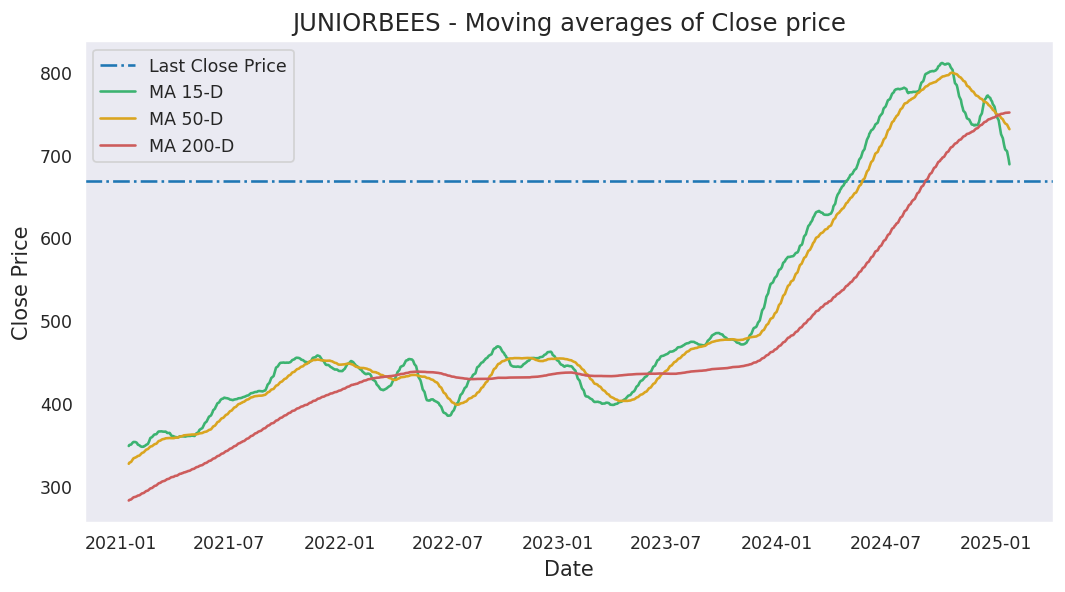 JUNIORBEES - Moving averages of Close price
Last Close Price
MA 15-D
MA 50-D
MA 200-D
Close Price
800
700
600
500
400
300
2021-01 2021-07 2022-01 2022-07 2023-01 2023-07 2024-01 2024-07 2025-01
Date